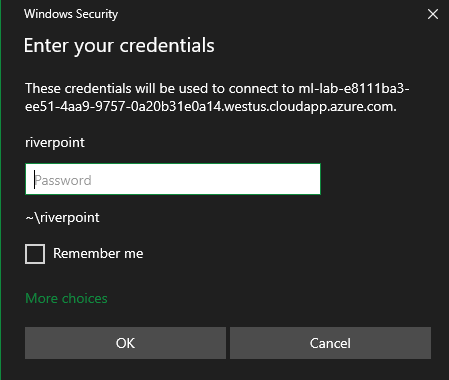 Windows Security
Enter your credentials
These credentials will be used to connect to ml-lab-e8111ba3-
ee51-4aa9-9757-0a20b31e0a14.westus.cloudapp.azure.com.
riverpoint
Password
~\riverpoint
Remember me
More choices
OK Cancel